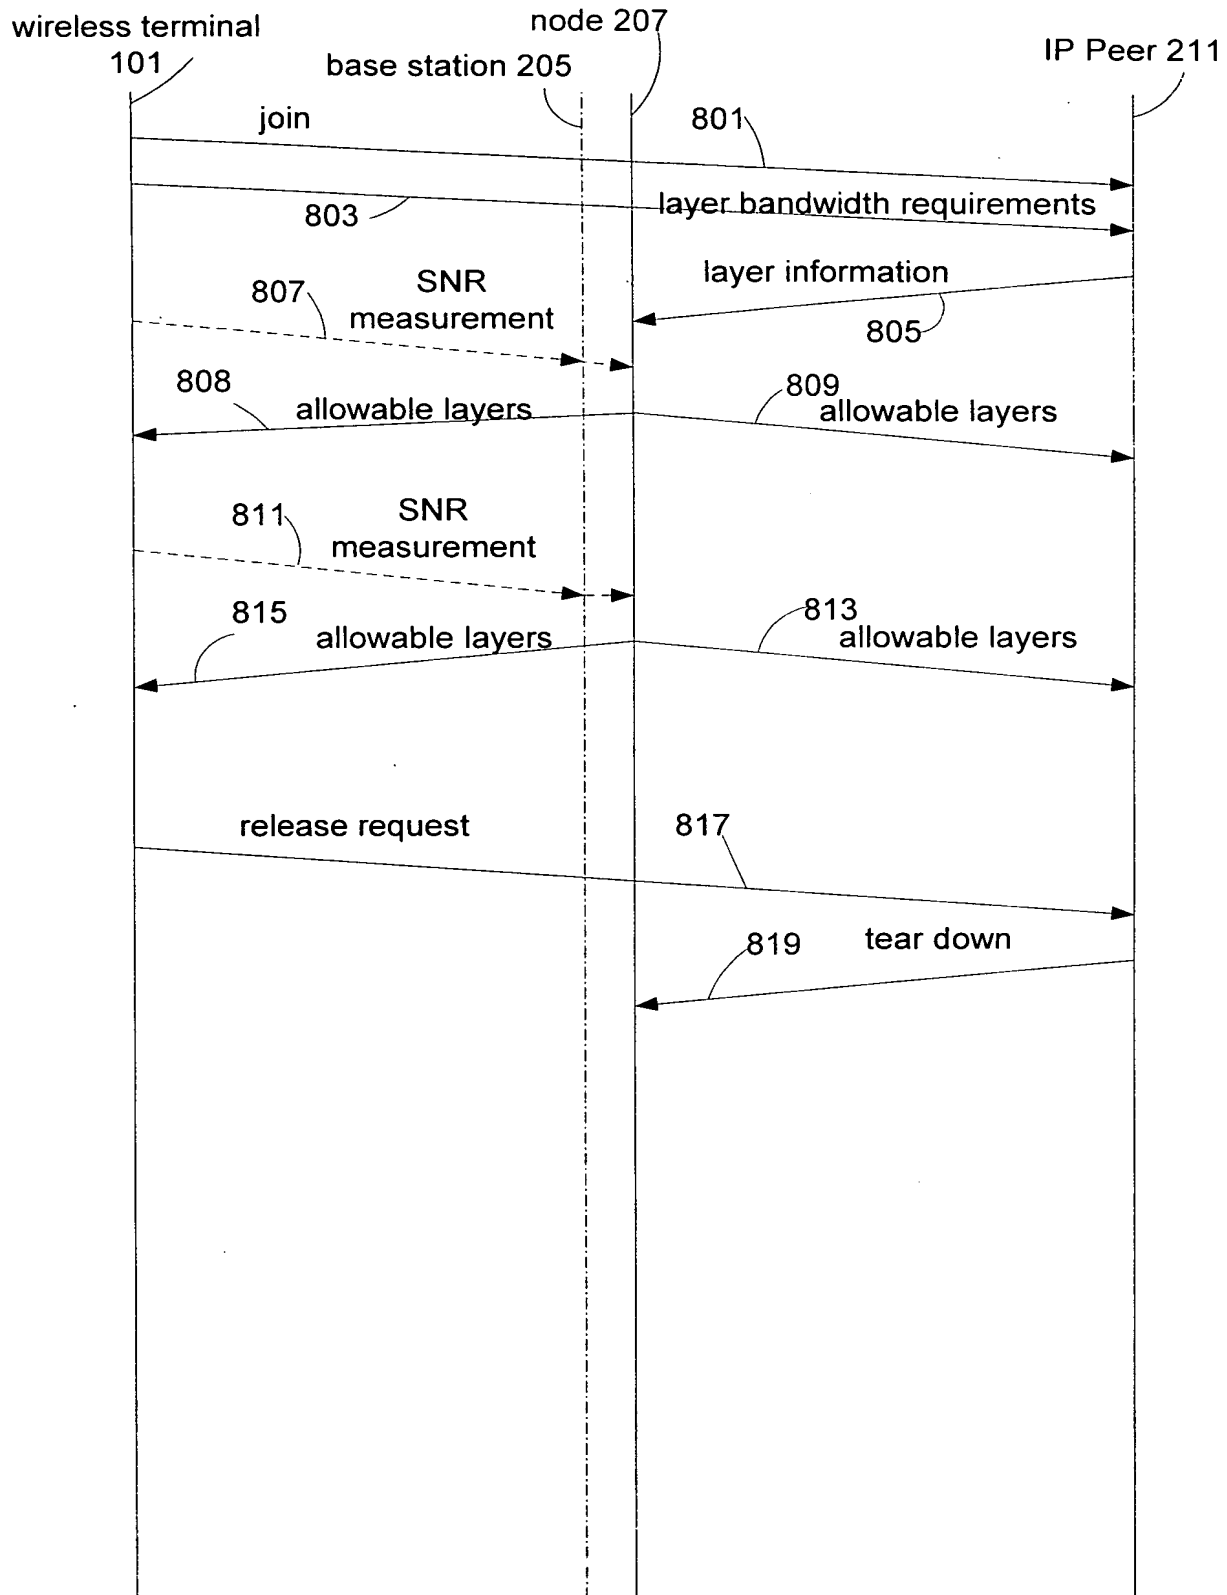 wireless terminal
101
node 207
base station 205
IP Peer 211
join
801
803
layer bandwidth requirements
layer information
805
807
SNR
measurement
808
allowable layers
809
allowable layers
811
SNR
measurement
815
allowable layers
813
allowable layers
release request
817
819
tear down